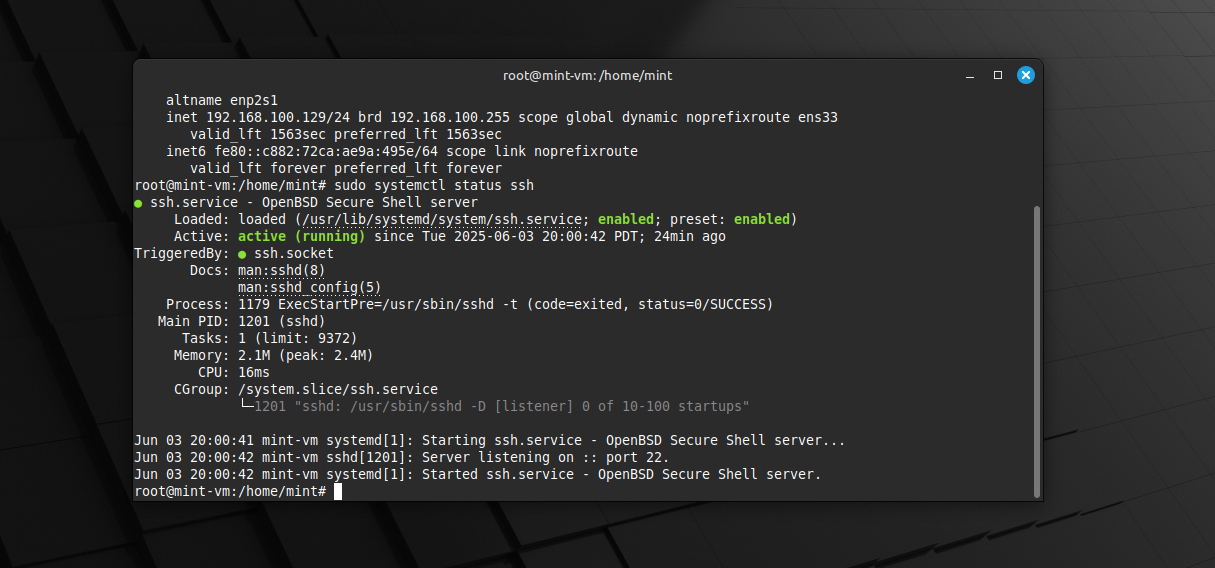 root@mint-vm: /home/mint
altname enp2s1
inet 192.168.100.129/24 brd 192.168.100.255 scope global dynamic noprefixroute ens33
valid_lft 1563sec preferred_lft 1563sec
inet6 fe80::c882:72ca:ae9a:495e/64 scope link noprefixroute
valid_lft forever preferred_lft forever
root@mint-vm:/home/mint# sudo systemctl status ssh
● ssh.service - OpenBSD Secure Shell server
Loaded: loaded (/usr/lib/systemd/system/ssh.service; enabled; preset: enabled)
Active: active (running) since Tue 2025-06-03 20:00:42 PDT; 24min ago
TriggeredBy: ● ssh.socket
Docs: man:sshd(8)
man:sshd_config(5)
Process: 1179 ExecStartPre=/usr/sbin/sshd -t (code=exited, status=0/SUCCESS)
Main PID: 1201 (sshd)
Tasks: 1 (limit: 9372)
Memory: 2.1M (peak: 2.4M)
CPU: 16ms
CGroup: /system.slice/ssh.service
└─1201 "sshd: /usr/sbin/sshd -D [listener] 0 of 10-100 startups"
Jun 03 20:00:41 mint-vm systemd[1]: Starting ssh.service - OpenBSD Secure Shell server...
Jun 03 20:00:42 mint-vm sshd[1201]: Server listening on :: port 22.
Jun 03 20:00:42 mint-vm systemd[1]: Started ssh.service - OpenBSD Secure Shell server.
root@mint-vm:/home/mint#